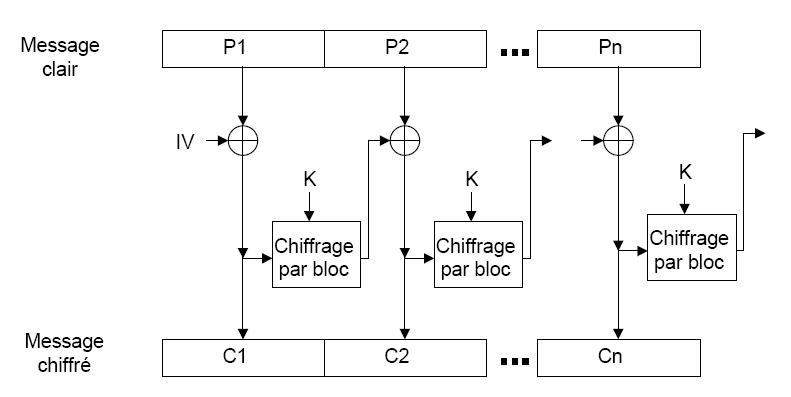 Message
clair
P1
P2
...
Pn
IV
K
K
K
Chiffrage
par bloc
Chiffrage
par bloc
Chiffrage
par bloc
Message
chiffré
C1
C2
...
Cn